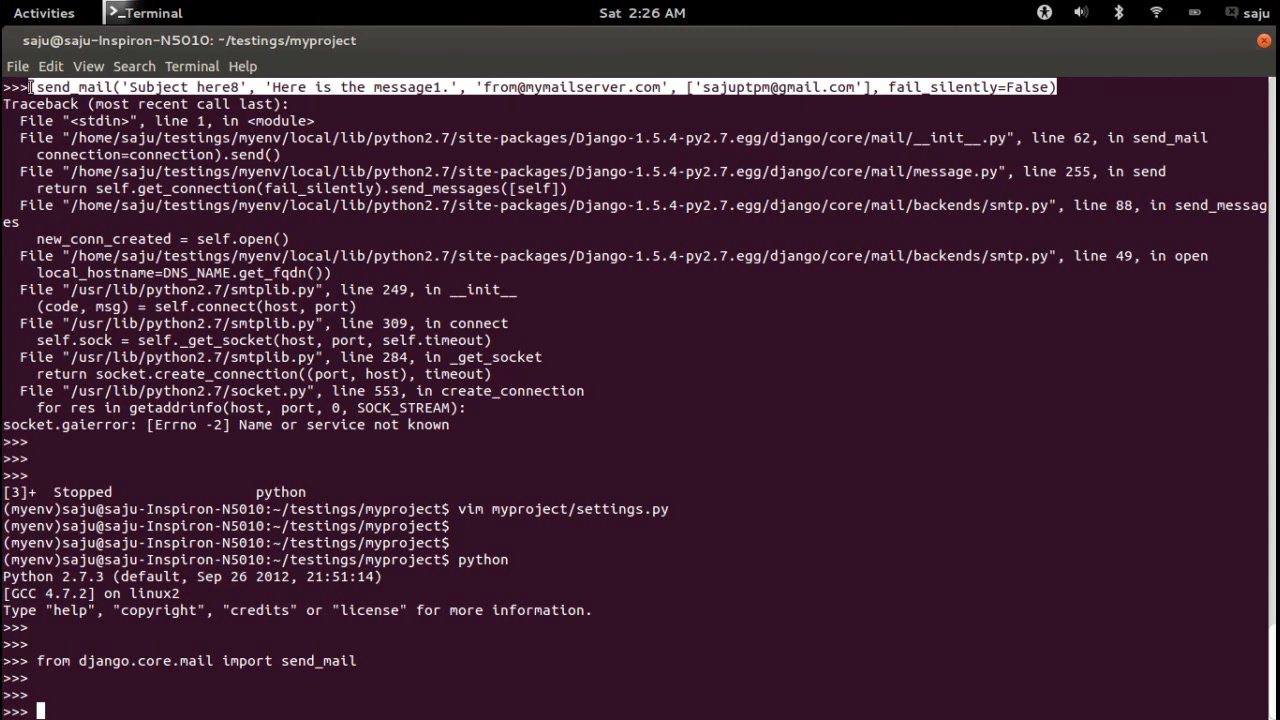 Activities
Terminal
Sat 2:26 AM
saju
saju@saju-Inspiron-N5010: ~/testings/myproject
File Edit View Search Terminal Help
>>> send_mail('Subject here8', 'Here is the message1.', 'from@mymailserver.com', ['sajuptpm@gmail.com'], fail_silently=False)
Traceback (most recent call last):
  File "<stdin>", line 1, in <module>
  File "/home/saju/testings/myenv/local/lib/python2.7/site-packages/Django-1.5.4-py2.7.egg/django/core/mail/__init__.py", line 62, in send_mail
    connection=connection).send()
  File "/home/saju/testings/myenv/local/lib/python2.7/site-packages/Django-1.5.4-py2.7.egg/django/core/mail/message.py", line 255, in send
    return self.get_connection(fail_silently).send_messages([self])
  File "/home/saju/testings/myenv/local/lib/python2.7/site-packages/Django-1.5.4-py2.7.egg/django/core/mail/backends/smtp.py", line 88, in send_messag
es
    new_conn_created = self.open()
  File "/home/saju/testings/myenv/local/lib/python2.7/site-packages/Django-1.5.4-py2.7.egg/django/core/mail/backends/smtp.py", line 49, in open
    local_hostname=DNS_NAME.get_fqdn())
  File "/usr/lib/python2.7/smtplib.py", line 249, in __init__
    (code, msg) = self.connect(host, port)
  File "/usr/lib/python2.7/smtplib.py", line 309, in connect
    self.sock = self._get_socket(host, port, self.timeout)
  File "/usr/lib/python2.7/smtplib.py", line 284, in _get_socket
    return socket.create_connection((port, host), timeout)
  File "/usr/lib/python2.7/socket.py", line 553, in create_connection
    for res in getaddrinfo(host, port, 0, SOCK_STREAM):
socket.gaierror: [Errno -2] Name or service not known
>>>
>>>
>>>
[3]+  Stopped                 python
(myenv)saju@saju-Inspiron-N5010:~/testings/myproject$ vim myproject/settings.py
(myenv)saju@saju-Inspiron-N5010:~/testings/myproject$
(myenv)saju@saju-Inspiron-N5010:~/testings/myproject$
(myenv)saju@saju-Inspiron-N5010:~/testings/myproject$ python
Python 2.7.3 (default, Sep 26 2012, 21:51:14)
[GCC 4.7.2] on linux2
Type "help", "copyright", "credits" or "license" for more information.
>>>
>>>
>>> from django.core.mail import send_mail
>>>
>>>
>>>